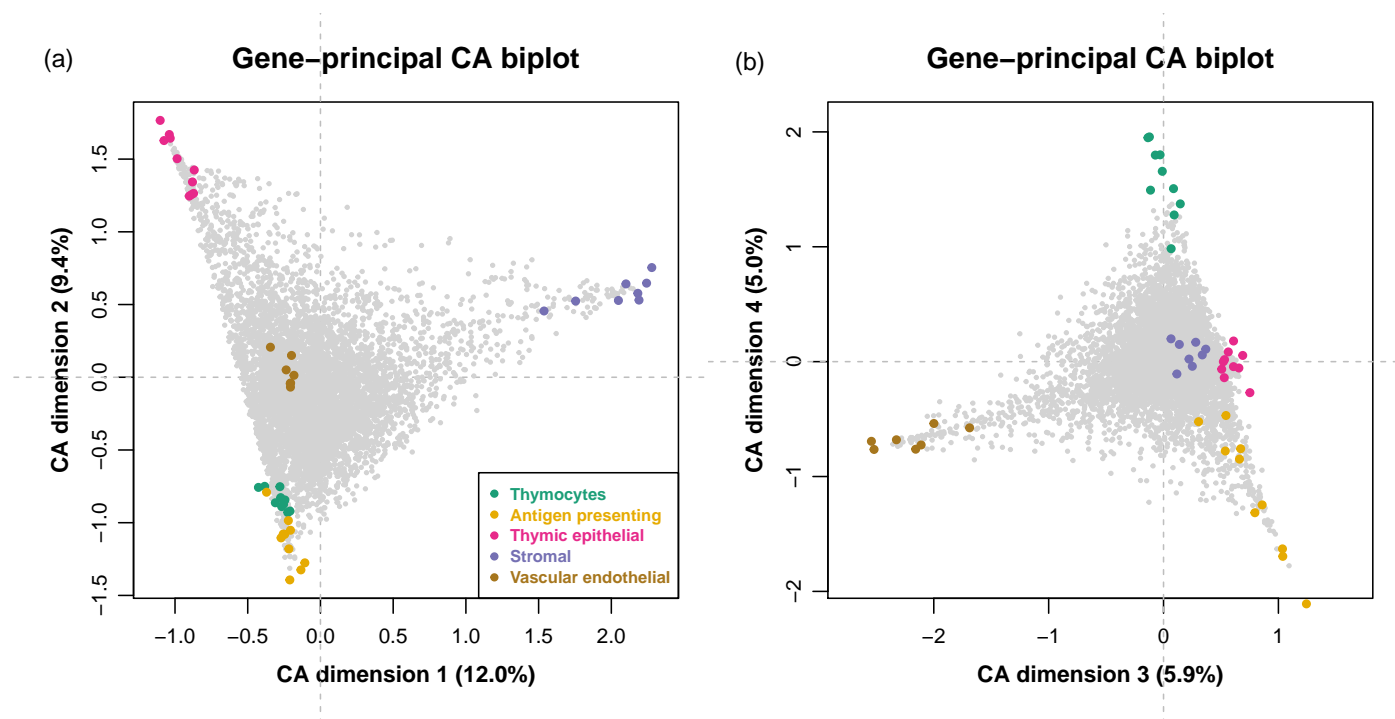 (a)
Gene−principal CA biplot
CA dimension 2 (9.4%)
1.5
1.0
0.5
0.0
−0.5
−1.0
−1.5
Thymocytes
Antigen presenting
Thymic epithelial
Stromal
Vascular endothelial
−1.0 −0.5 0.0 0.5 1.0 1.5 2.0
CA dimension 1 (12.0%)
(b)
Gene−principal CA biplot
CA dimension 4 (5.0%)
2
1
0
−1
−2
−2 −1 0 1
CA dimension 3 (5.9%)